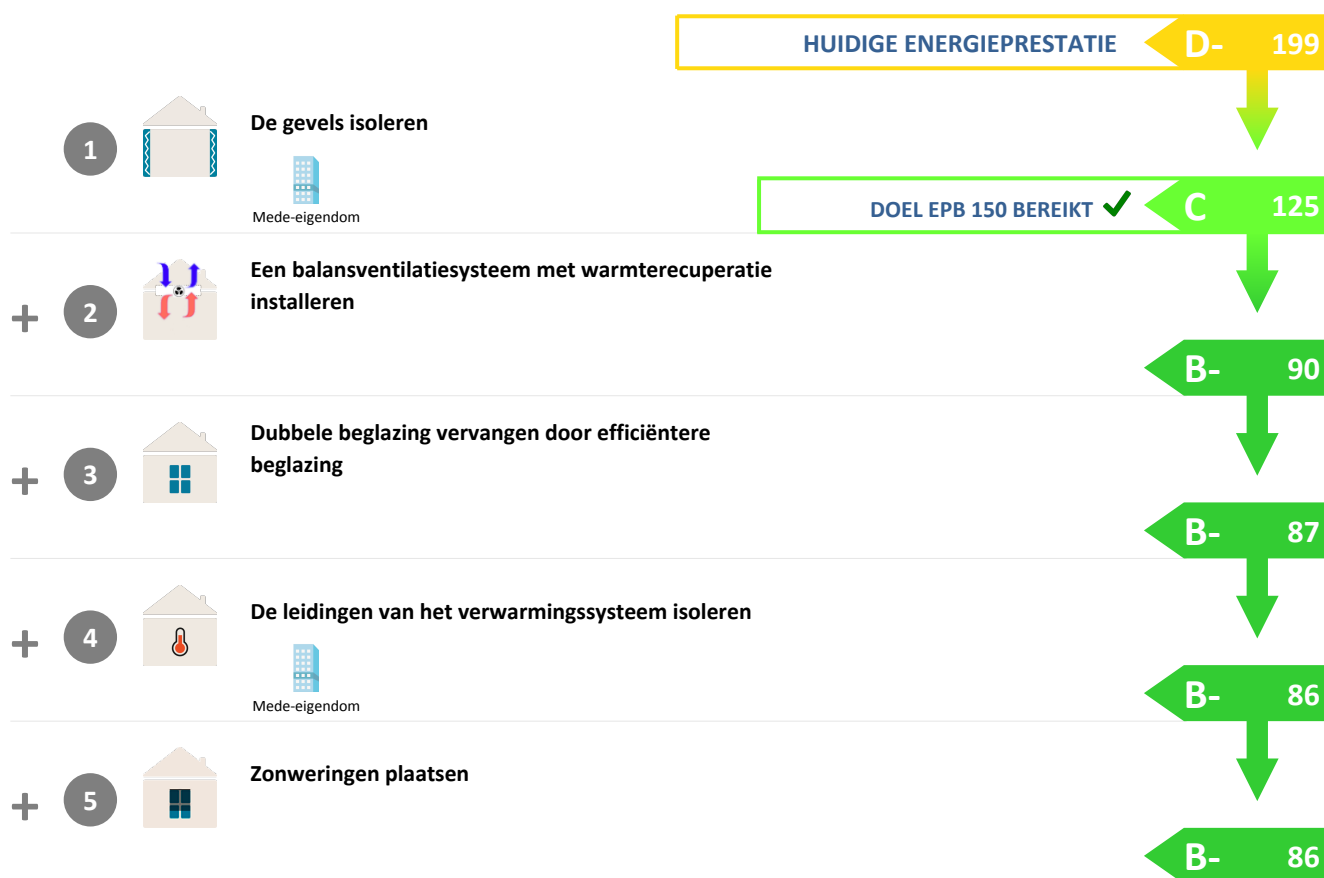 HUIDIGE ENERGIEPRESTATIE D- 199
1 De gevels isoleren
Mede-eigendom
DOEL EPB 150 BEREIKT ✔ C 125
+ 2 Een balansventilatiesysteem met warmterecuperatie
installeren
B- 90
+ 3 Dubbele beglazing vervangen door efficiëntere
beglazing
B- 87
+ 4 De leidingen van het verwarmingssysteem isoleren
Mede-eigendom
B- 86
+ 5 Zonweringen plaatsen
B- 86